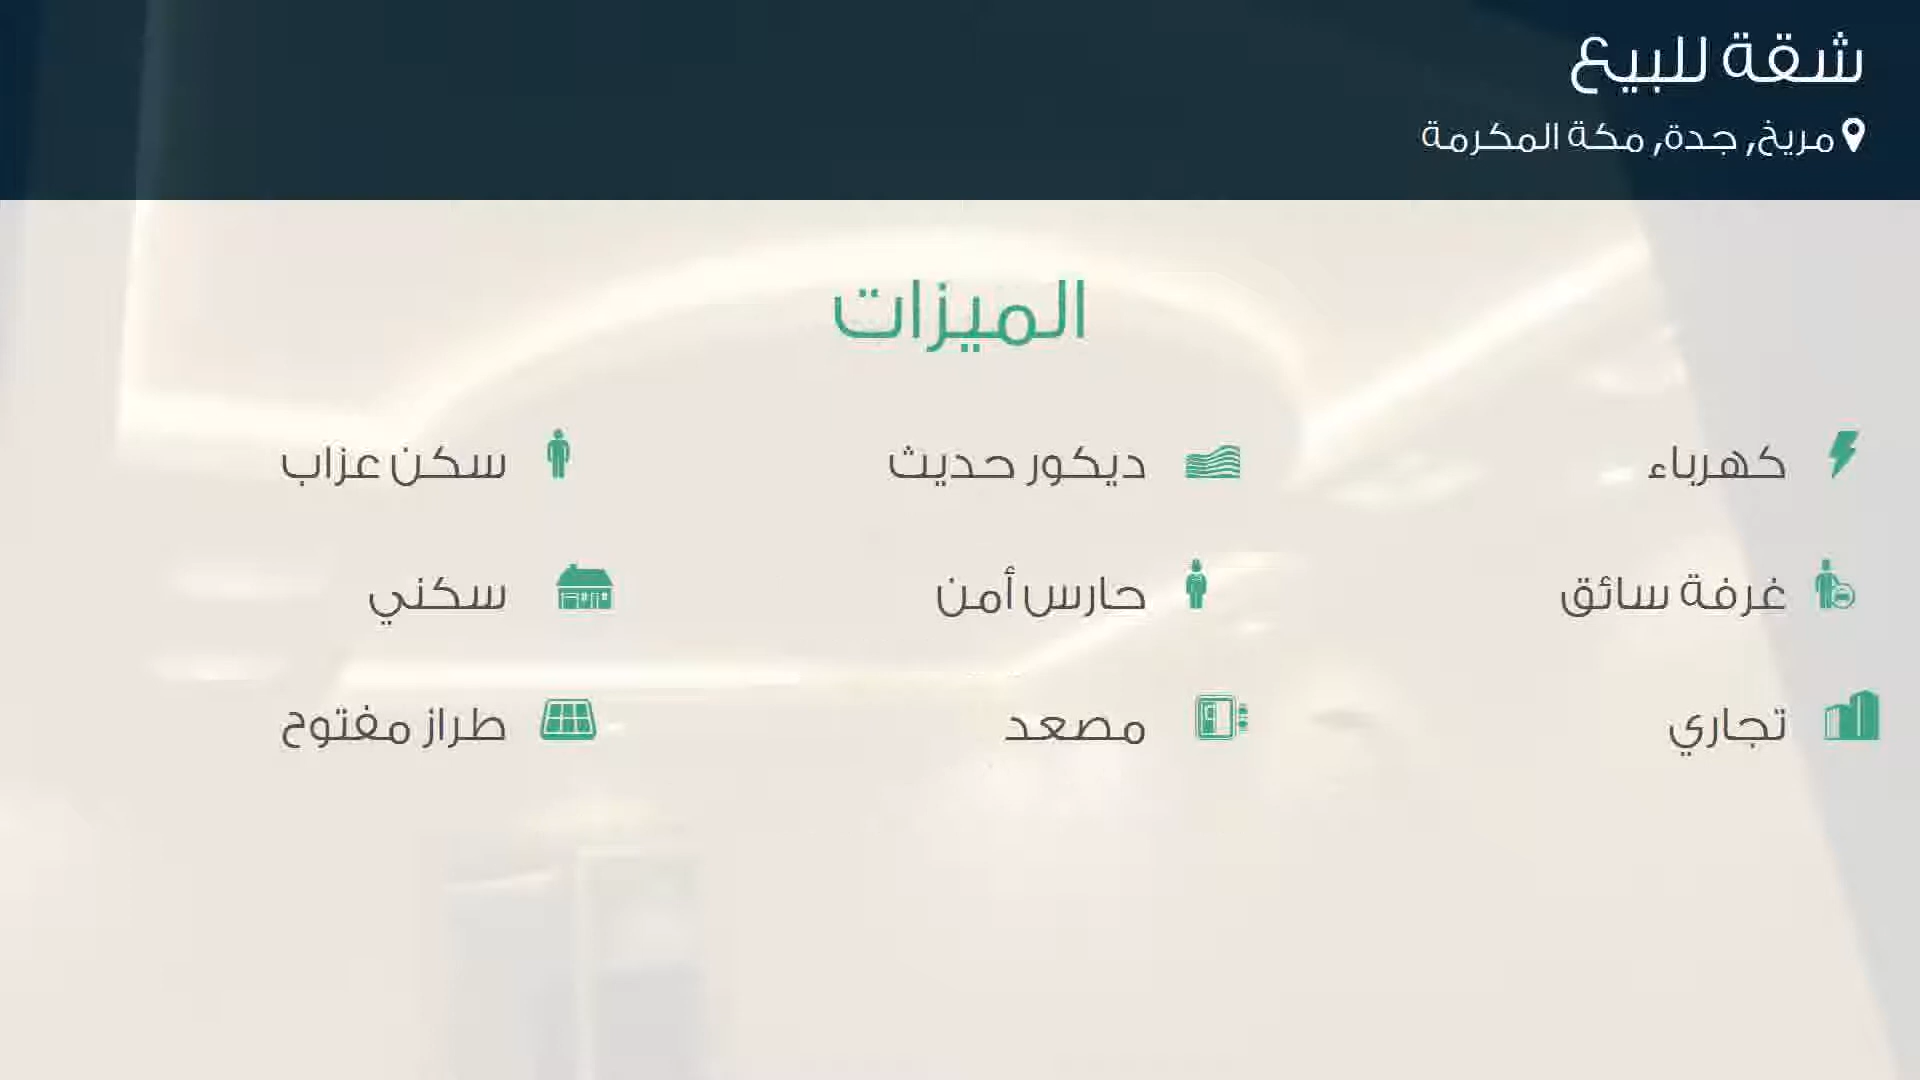 شقة للبيع
مريخ, جدة, مكة المكرمة
الميزات
كهرباء
ديكور حديث
سكن عزاب
غرفة سائق
حارس أمن
سكني
تجاري
مصعد
طراز مفتوح